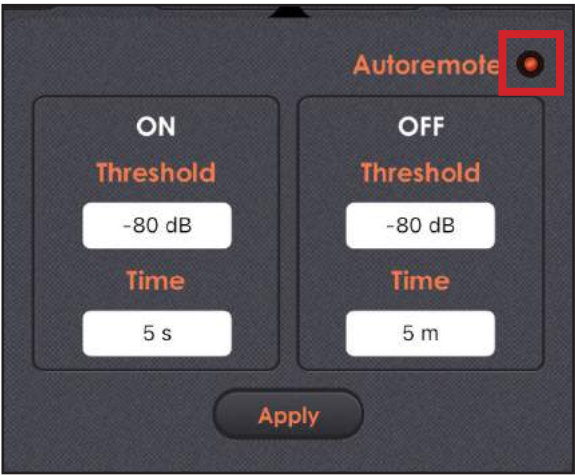 Autoremote
ON
Threshold
-80 dB
Time
5 s
OFF
Threshold
-80 dB
Time
5 m
Apply